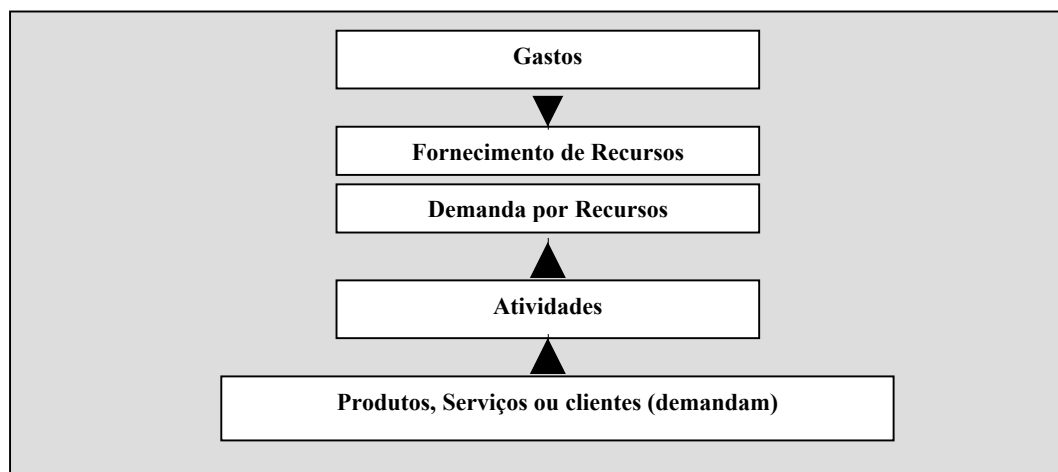 Gastos
Fornecimento de Recursos
Demanda por Recursos
Atividades
Produtos, Serviços ou clientes (demandam)